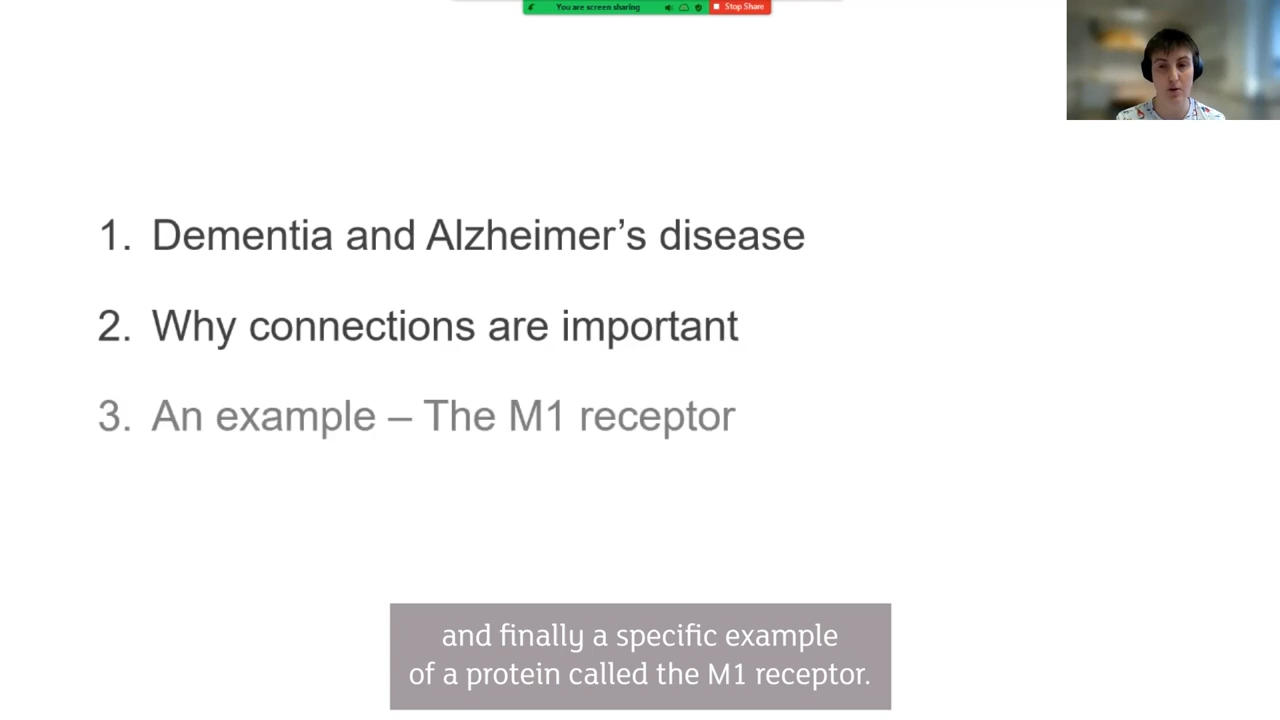 You are screen sharing
Stop Share
1. Dementia and Alzheimer’s disease
2. Why connections are important
3. An example – The M1 receptor
and finally a specific example
of a protein called the M1 receptor.